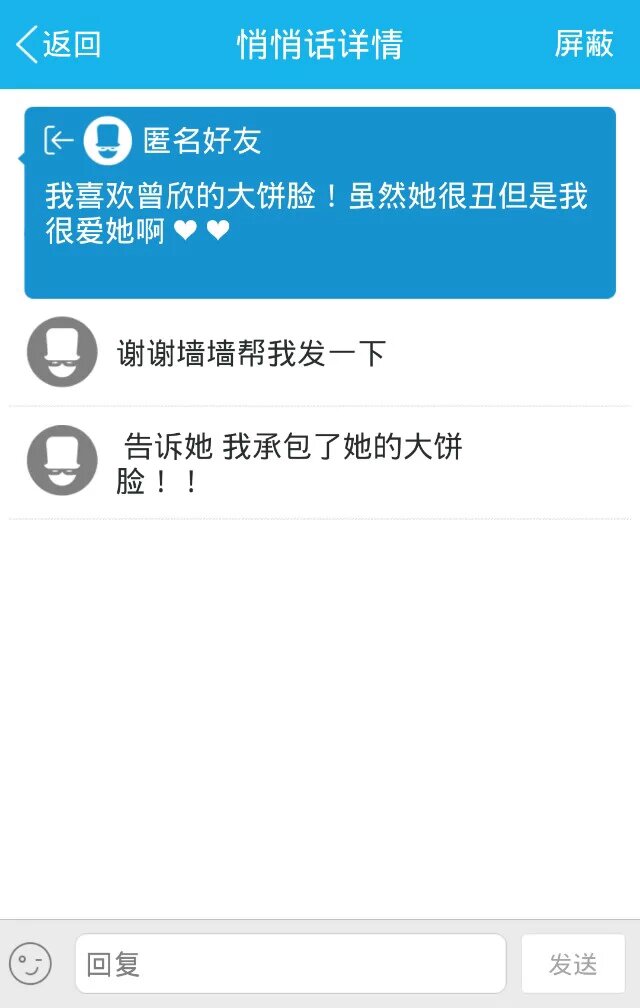 返回
悄悄话详情
屏蔽
匿名好友
我喜欢曾欣的大饼脸！虽然她很丑但是我
很爱她啊 ♥ ♥
谢谢墙墙帮我发一下
告诉她 我承包了她的大饼
脸！！
回复
发送